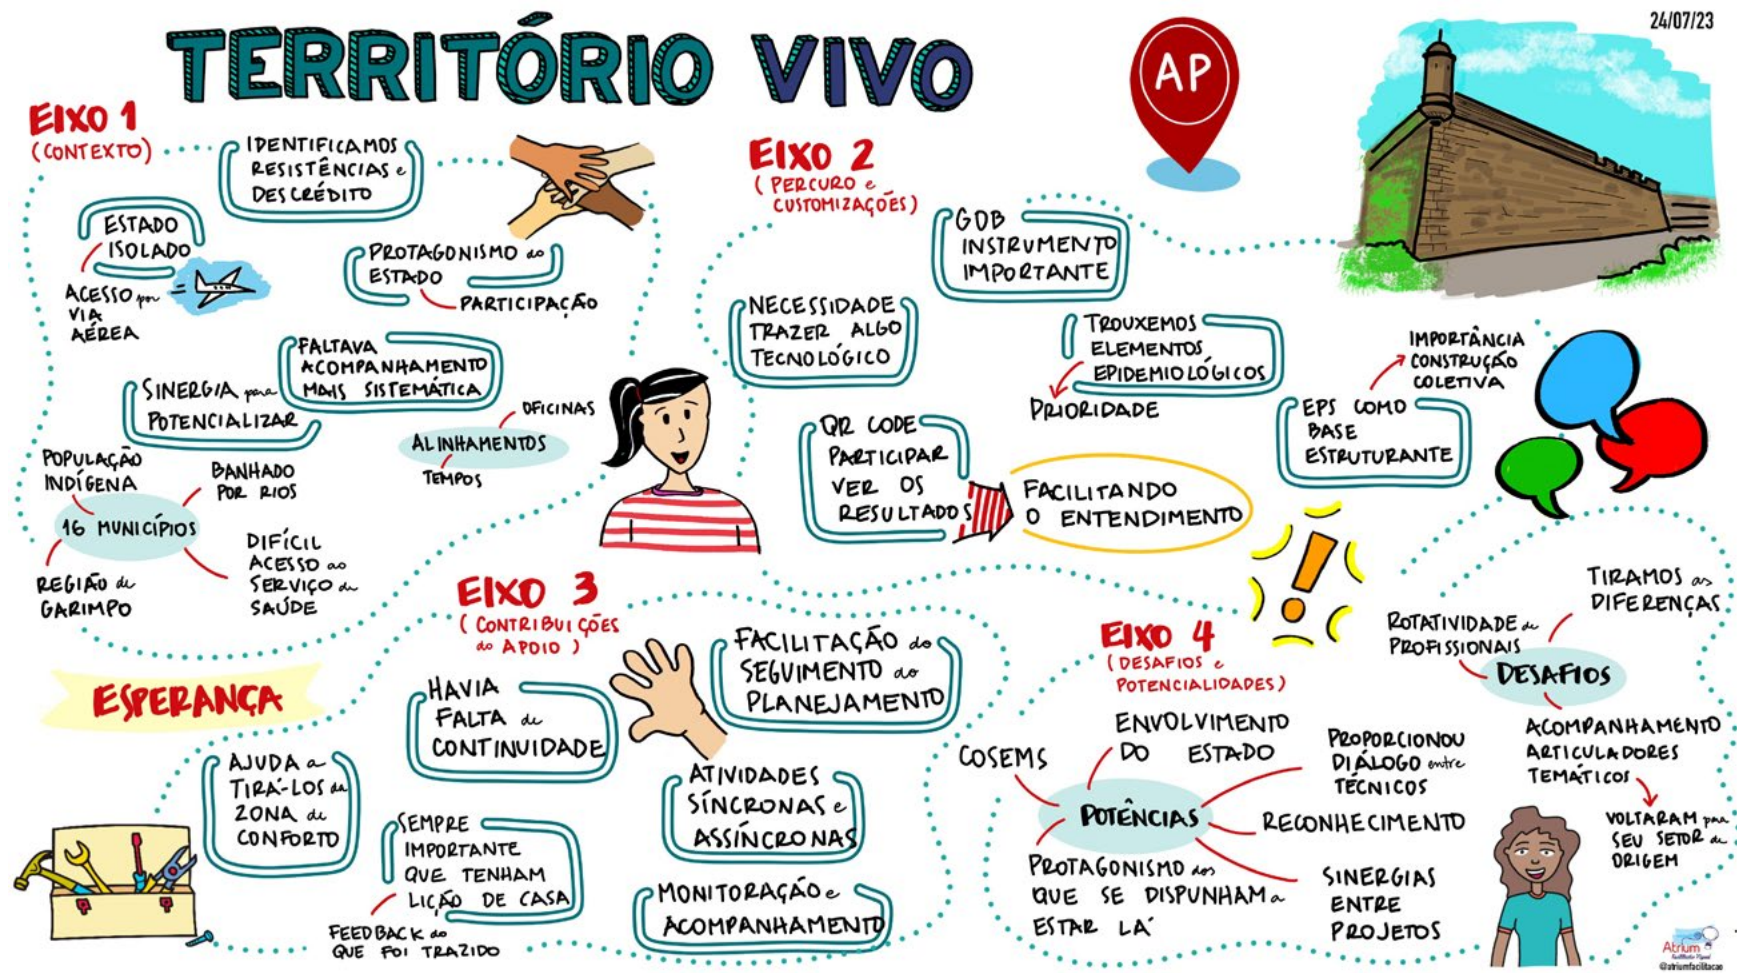 24/07/23
TERRITÓRIO VIVO
AP
EIXO 1
(CONTEXTO)
IDENTIFICAMOS
RESISTÊNCIAS e
DESCRÉDITO
ESTADO
ISOLADO
ACESSO por
VIA
AÉREA
PROTAGONISMO do
ESTADO
PARTICIPAÇÃO
FALTAVA
ACOMPANHAMENTO
MAIS SISTEMÁTICA
SINERGIA para
POTENCIALIZAR
OFICINAS
ALINHAMENTOS
TEMPOS
POPULAÇÃO
INDÍGENA
BANHADO
POR RIOS
16 MUNICÍPIOS
REGIÃO de
GARIMPO
DIFÍCIL
ACESSO ao
SERVIÇO de
SAÚDE
EIXO 2
(PERCURO e
CUSTOMIZAÇÕES)
GOB
INSTRUMENTO
IMPORTANTE
NECESSIDADE
TRAZER ALGO
TECNOLÓGICO
TROUXEMOS
ELEMENTOS
EPIDEMIOLÓGICOS
PRIORIDADE
IMPORTÂNCIA
CONSTRUÇÃO
COLETIVA
EPS COMO
BASE
ESTRUTURANTE
QR CODE
PARTICIPAR
VER OS
RESULTADOS
FACILITANDO
O ENTENDIMENTO
EIXO 3
(CONTRIBUIÇÕES
do APOIO)
ESPERANÇA
HAVIA
FALTA de
CONTINUIDADE
FACILITAÇÃO do
SEGUIMENTO do
PLANEJAMENTO
AJUDA a
TIRÁ-LOS da
ZONA de
CONFORTO
ATIVIDADES
SÍNCRONAS e
ASSÍNCRONAS
SEMPRE
IMPORTANTE
QUE TENHAM
LIÇÃO DE CASA
FEEDBACK do
QUE FOI TRAZIDO
MONITORAÇÃO e
ACOMPANHAMENTO
EIXO 4
(DESAFIOS e
POTENCIALIDADES)
COSEMS
ENVOLVIMENTO
DO ESTADO
PROPORCIONOU
DIÁLOGO entre
TÉCNICOS
POTÊNCIAS
RECONHECIMENTO
PROTAGONISMO dos
QUE SE DISPUNHAM a
ESTAR LÁ
SINERGIAS
ENTRE
PROJETOS
TIRAMOS as
DIFERENÇAS
ROTATIVIDADE de
PROFISSIONAIS
DESAFIOS
ACOMPANHAMENTO
ARTICULADORES
TEMÁTICOS
VOLTARAM para
SEU SETOR de
ORIGEM
Atrium
Facilitação Visual
@atriumfacilitacao